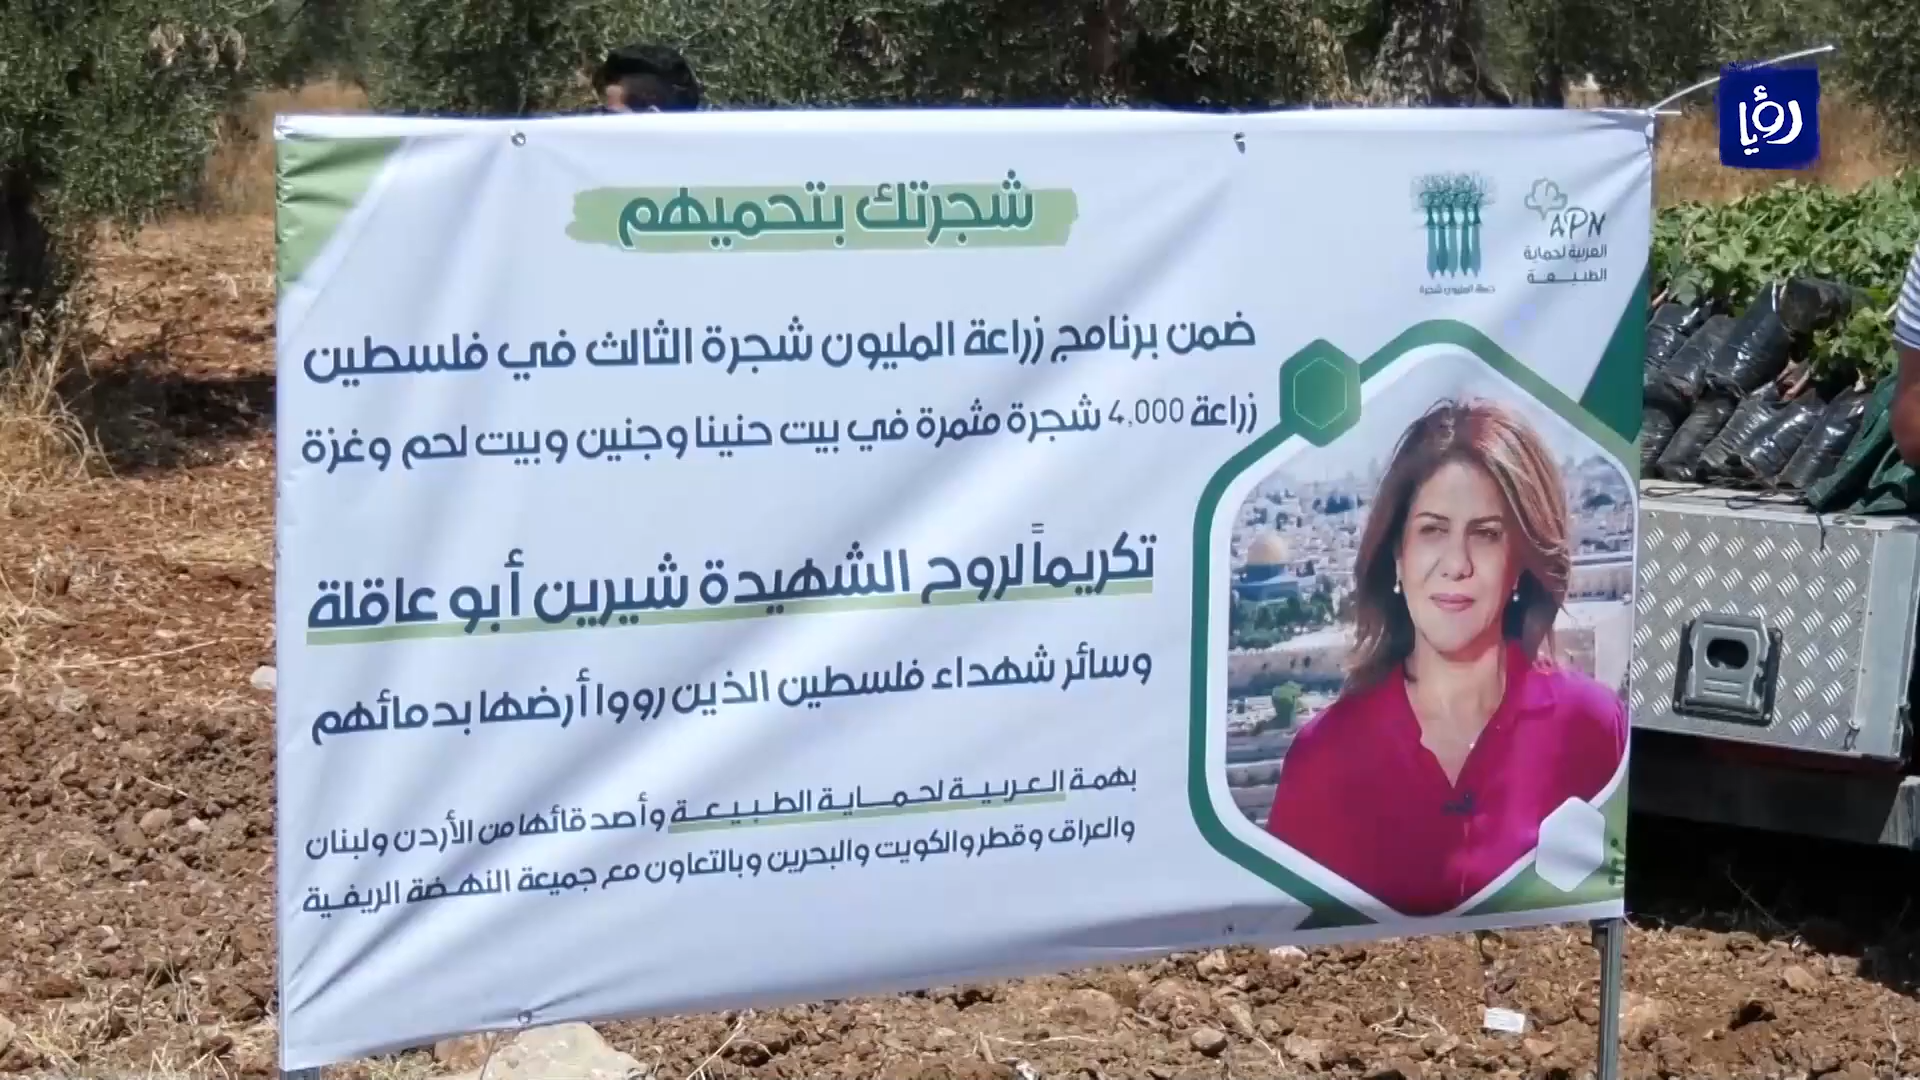 رؤيا
شجرتك بتحميهم
APN
العربية لحماية
الطبيعة
حملة المليون شجرة
ضمن برنامج زراعة المليون شجرة الثالث في فلسطين
زراعة 4,000 شجرة مثمرة في بيت حنينا وجنين وبيت لحم وغزة
تكريماً لروح الشهيدة شيرين أبو عاقلة
وسائر شهداء فلسطين الذين رووا أرضها بدمائهم
بهمة العربية لحماية الطبيعة وأصدقائها من الأردن ولبنان
والعراق وقطر والكويت والبحرين وبالتعاون مع جميعة النهضة الريفية